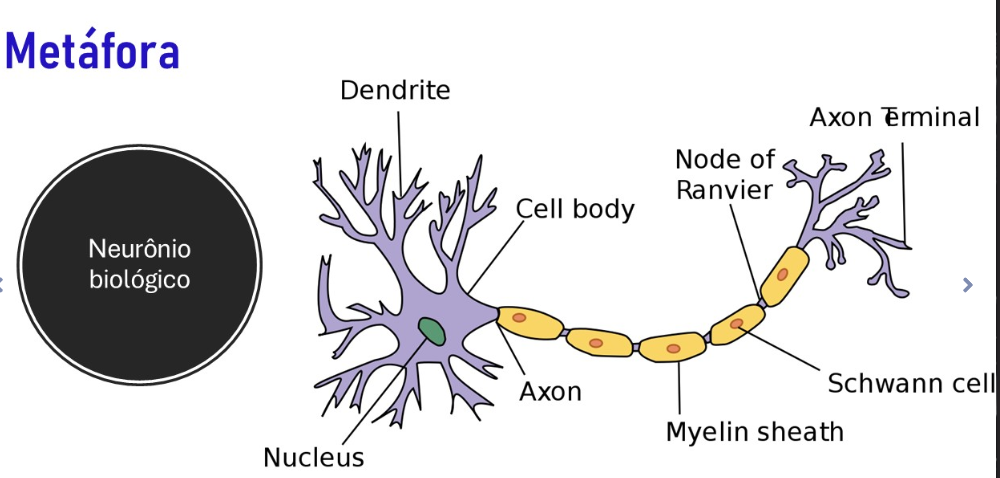 Metáfora
Dendrite
Axon Terminal
Node of
Ranvier
Cell body
Neurônio
biológico
Axon
Schwann cell
Myelin sheath
Nucleus